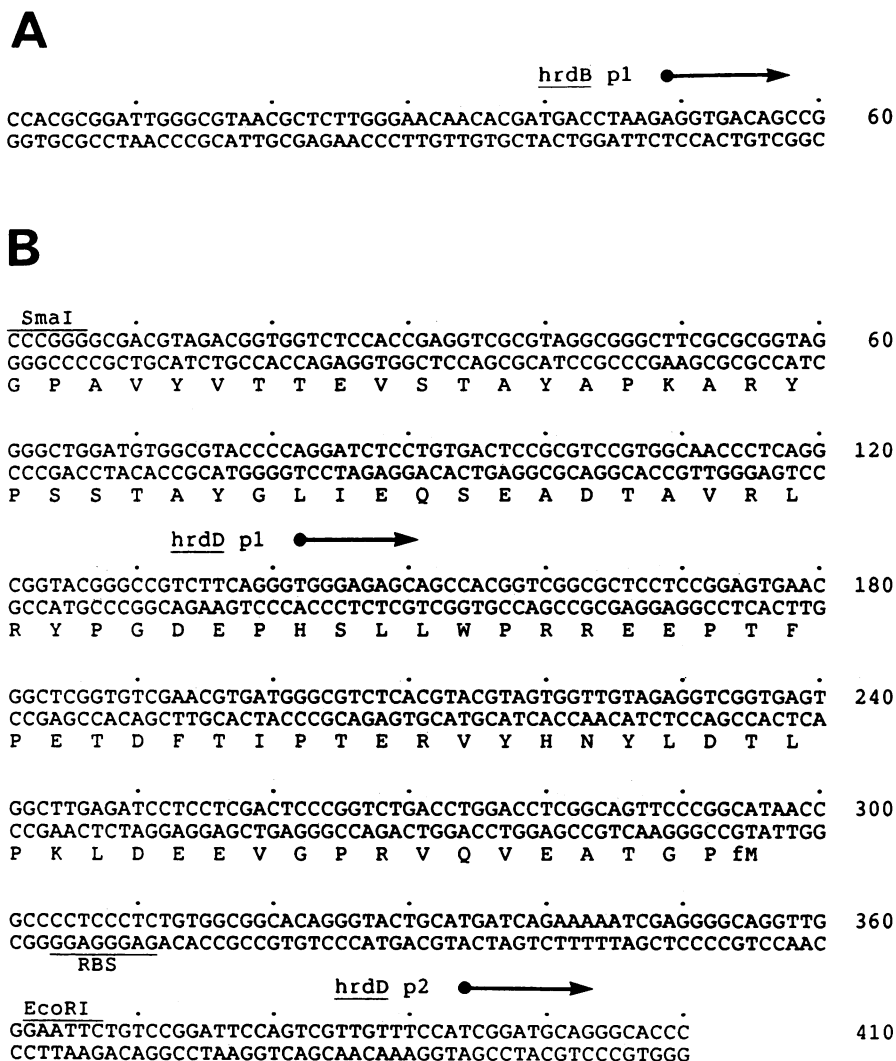 A
hrdB p1
CCACGCGGATTGGGCGTAACGCTCTTGGGAACAACACGATGACCTAAGAGGTGACAGCCG 60
GGTGCGCCTAACCCGCATTGCGAGAACCCTTGTTGTGCTACTGGATTCTCCACTGTCGGC
B
SmaI
CCCGGGGCGACGTAGACGGTGGTCTCCACCGAGGTCGCGTAGGCGGGCTTCGCGCGGTAG 60
GGGCCCCGCTGCATCTGCCACCAGAGGTGGCTCCAGCGCATCCGCCCGAAGCGCGCCATC
G P A V Y V T T E V S T A Y A P K A R Y
GGGCTGGATGTGGCGTACCCCAGGATCTCCTGTGACTCCGCGTCCGTGGCAACCCTCAGG 120
CCCGACCTACACCGCATGGGGTCCTAGAGGACACTGAGGCGCAGGCACCGTTGGGAGTCC
P S S T A Y G L I E Q S E A D T A V R L
hrdD p1
CGGTACGGGCCGTCTTCAGGGTGGGAGAGCAGCCACGGTCGGCGCTCCTCCGGAGTGAAC 180
GCCATGCCCGGCAGAAGTCCCACCCTCTCGTCGGTGCCAGCCGCGAGGAGGCCTCACTTG
R Y P G D E P H S L L W P R R E E P T F
GGCTCGGTGTCGAACGTGATGGGCGTCTCACGTACGTAGTGGTTGTAGAGGTCGGTGAGT 240
CCGAGCCACAGCTTGCACTACCCGCAGAGTGCATGCATCACCAACATCTCCAGCCACTCA
P E T D F T I P T E R V Y H N Y L D T L
GGCTTGAGATCCTCCTCGACTCCCGGTCTGACCTGGACCTCGGCAGTTCCCGGCATAACC 300
CCGAACTCTAGGAGGAGCTGAGGGCCAGACTGGACCTGGAGCCGTCAAGGGCCGTATTGG
P K L D E E V G P R V Q V E A T G P fM
GCCCCTCCCTCTGTGGCGGCACAGGGTACTGCATGATCAGAAAAATCGAGGGGCAGGTTG 360
CGGGGAGGGAGACACCGCCGTGTCCCATGACGTACTAGTCTTTTTAGCTCCCCGTCCAAC
RBS
hrdD p2
EcoRI
GGAATTCTGTCCGGATTCCAGTCGTTGTTTCCATCGGATGCAGGGCACCC 410
CCTTAAGACAGGCCTAAGGTCAGCAACAAAGGTAGCCTACGTCCCGTGGG